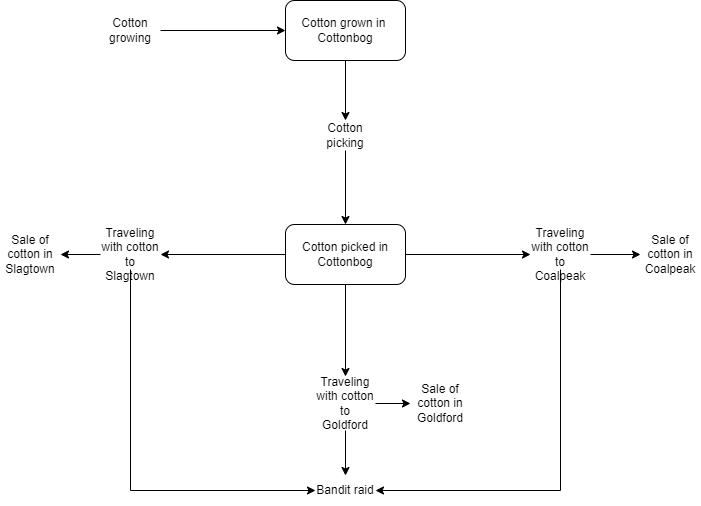 Cotton
growing
Cotton grown in
Cottonbog
Cotton
picking
Sale of
cotton in
Slagtown
Traveling
with cotton
to
Slagtown
Cotton picked in
Cottonbog
Traveling
with cotton
to
Coalpeak
Sale of
cotton in
Coalpeak
Traveling
with cotton
to
Goldford
Sale of
cotton in
Goldford
Bandit raid